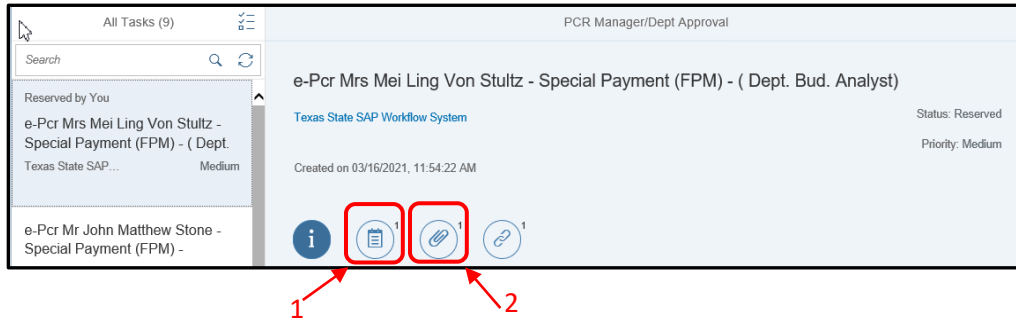 All Tasks (9)
PCR Manager/Dept Approval
Search
Reserved by You
e-Pcr Mrs Mei Ling Von Stultz -
Special Payment (FPM) - ( Dept.
Texas State SAP... Medium
e-Pcr Mr John Matthew Stone -
Special Payment (FPM) -
e-Pcr Mrs Mei Ling Von Stultz - Special Payment (FPM) - ( Dept. Bud. Analyst)
Texas State SAP Workflow System
Status: Reserved
Priority: Medium
Created on 03/16/2021, 11:54:22 AM
i 1 1 1
1 2